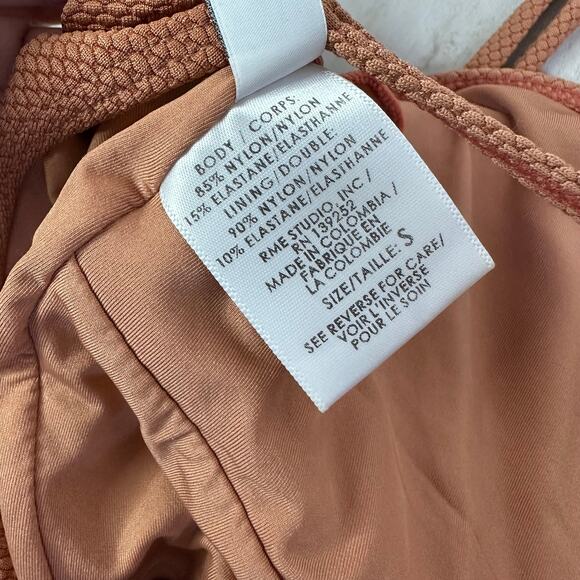 BODY / CORPS:
85% NYLON/NYLON
15% ELASTANE/ELASTHANNE
LINING/DOUBLE:
90% NYLON/NYLON
10% ELASTANE/ELASTHANNE
RME STUDIO, INC./
RN 139252
MADE IN COLOMBIA/
FABRIQUE EN
LA COLOMBIE
SIZE/TAILLE: S
SEE REVERSE FOR CARE/
VOIR L'INVERSE
POUR LE SOIN